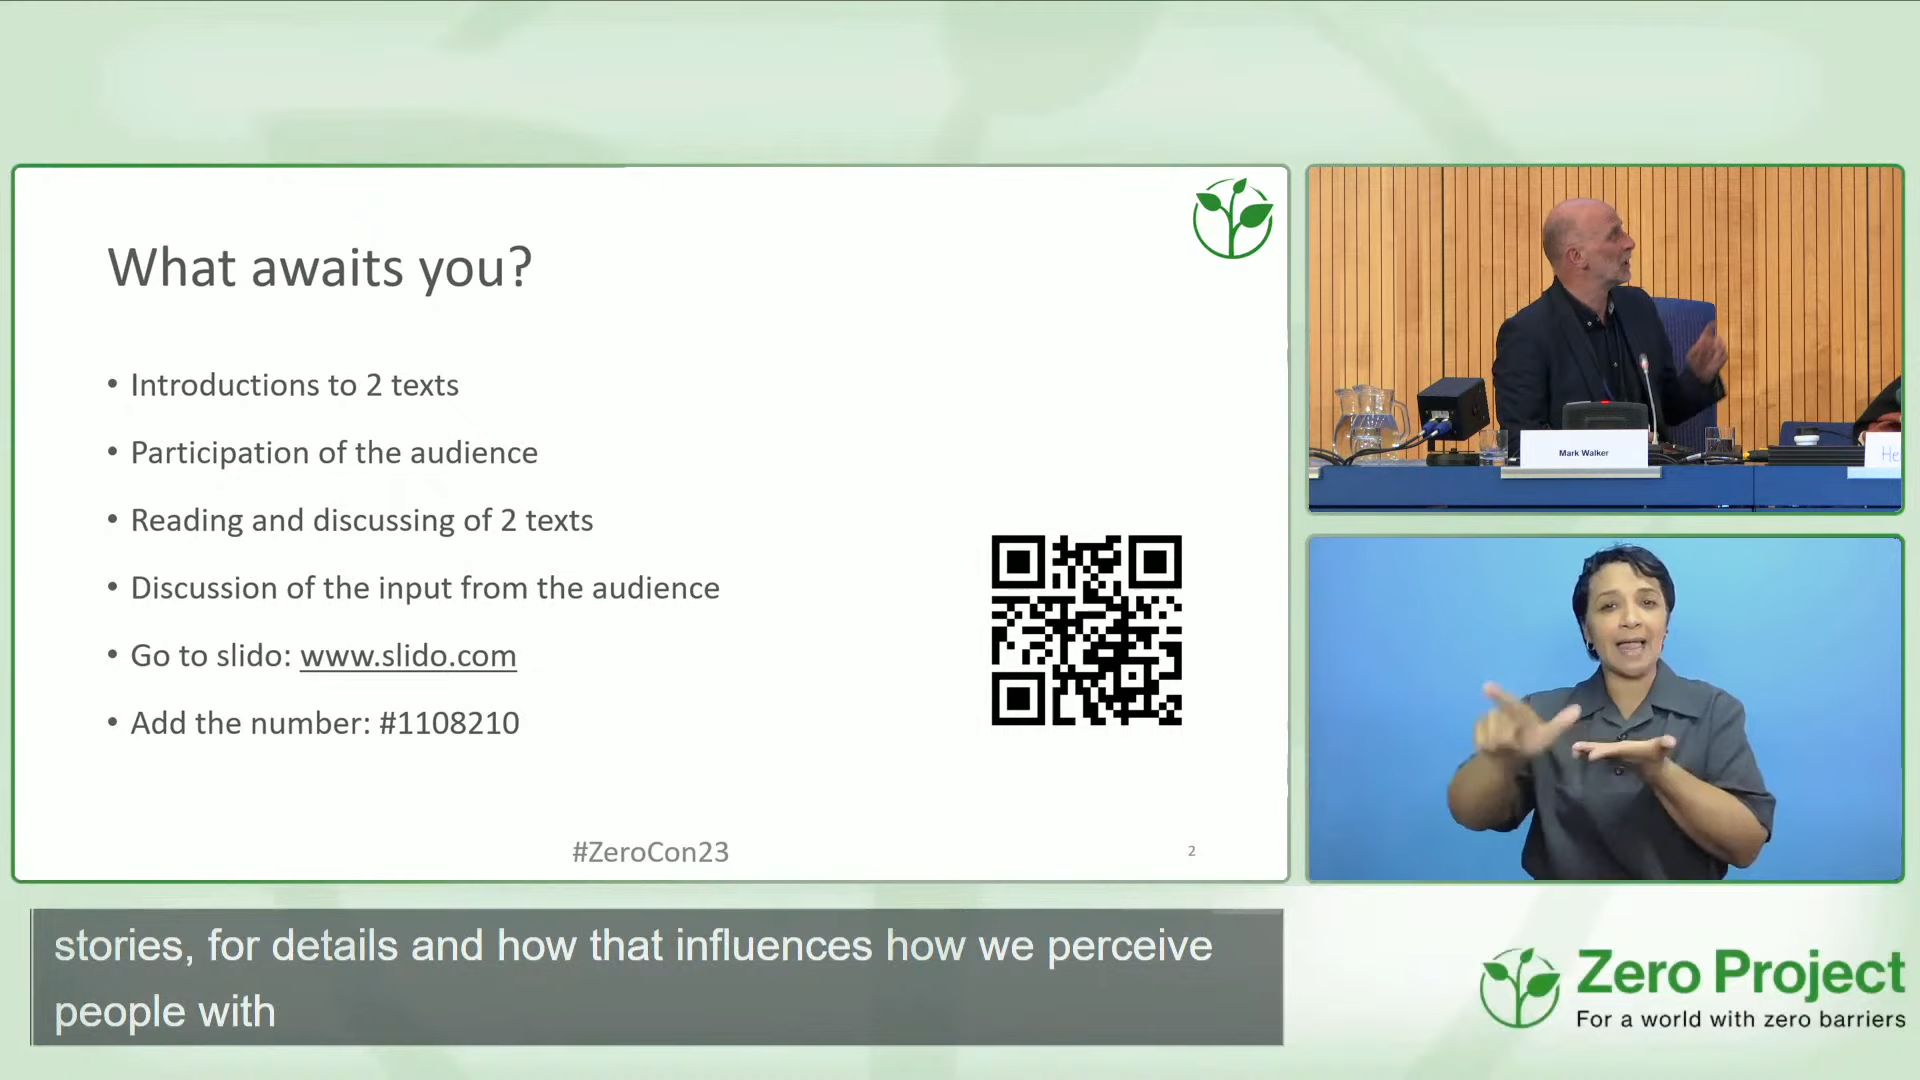 What awaits you?
• Introductions to 2 texts
• Participation of the audience
• Reading and discussing of 2 texts
• Discussion of the input from the audience
• Go to slido: www.slido.com
• Add the number: #1108210
#ZeroCon23
2
Mark Walker
He
stories, for details and how that influences how we perceive
people with
Zero Project
For a world with zero barriers